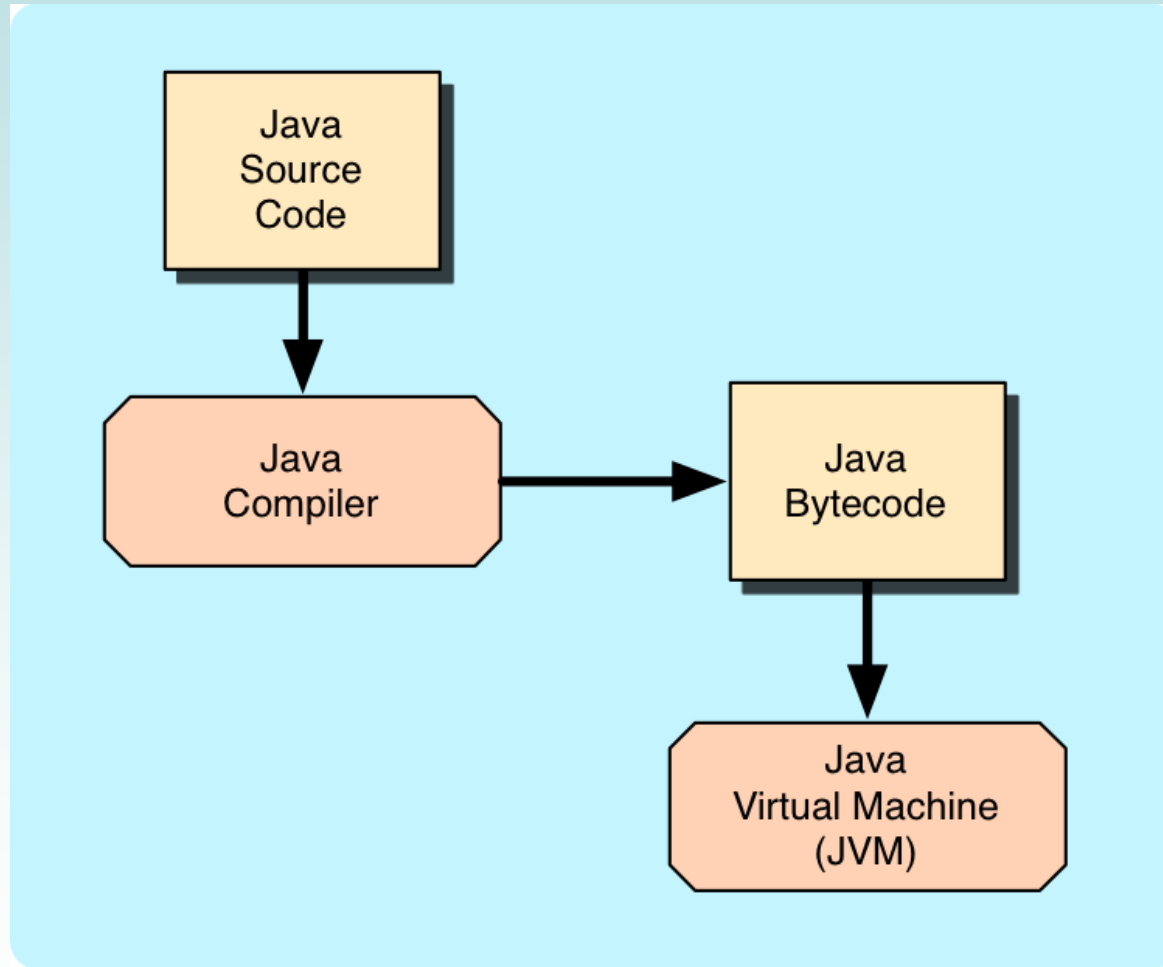 Java
Source
Code
Java
Compiler
Java
Bytecode
Java
Virtual Machine
(JVM)